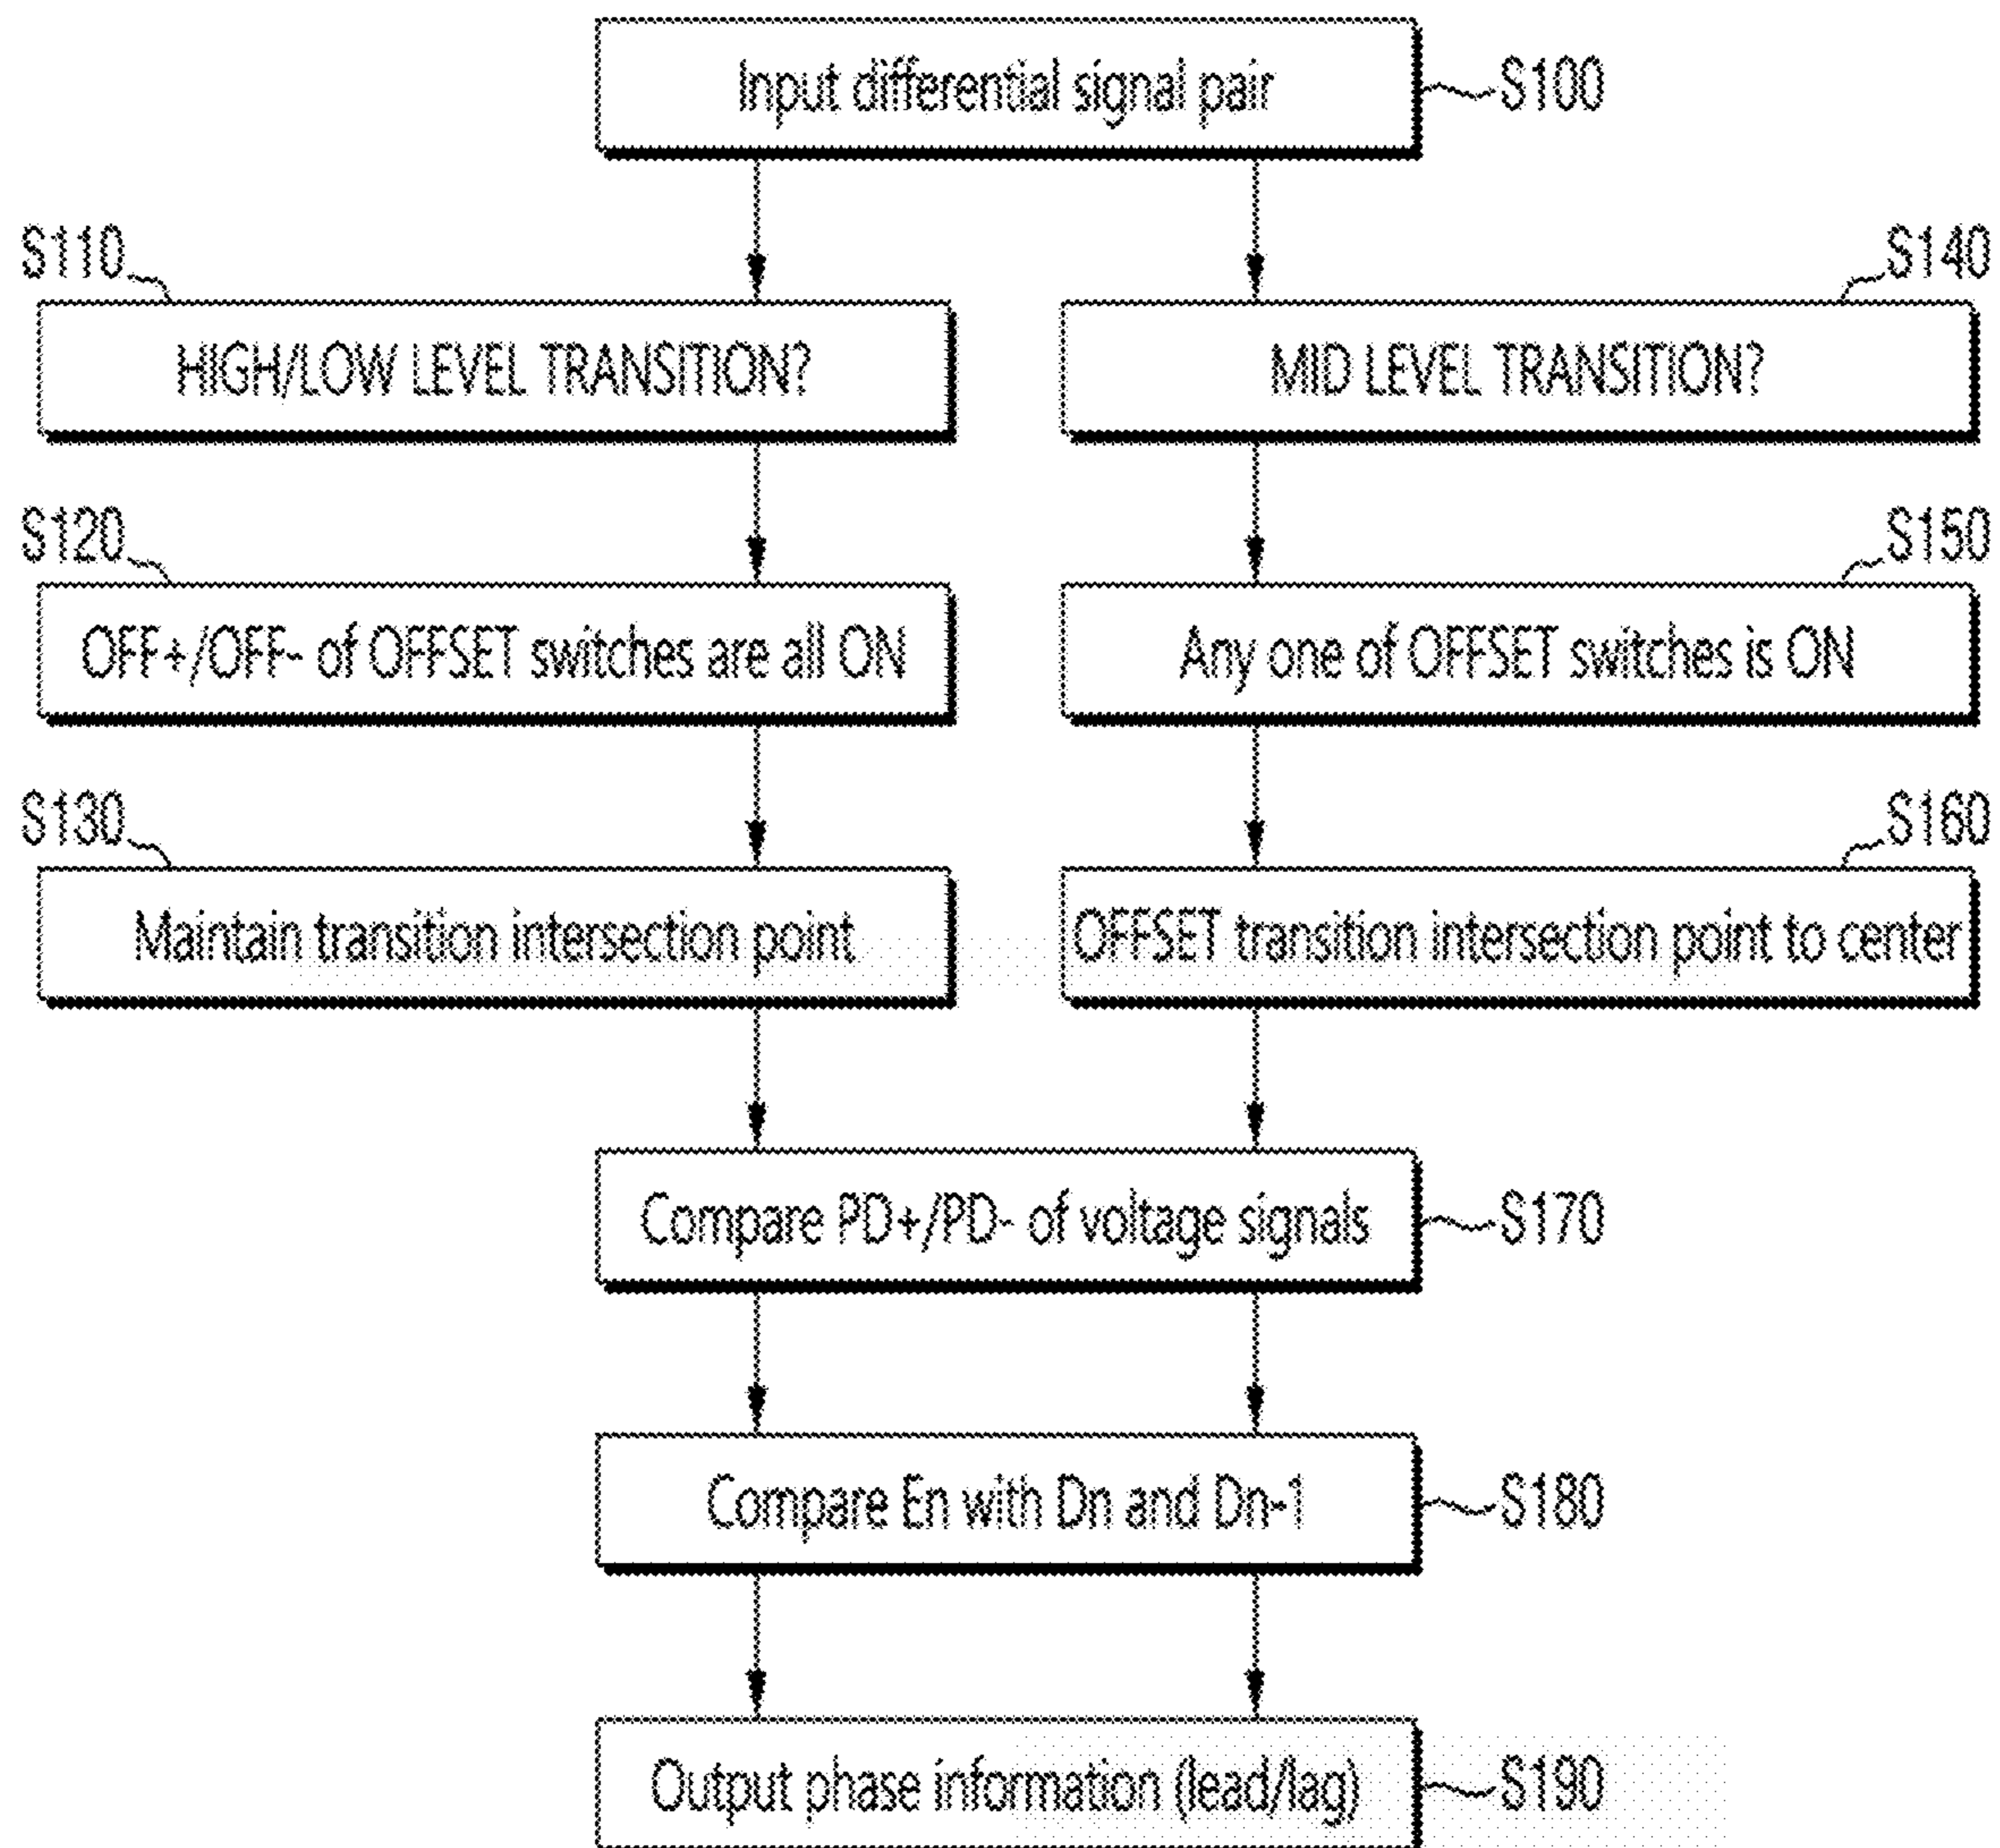 Input differential signal pair
S100
S110
S140
HIGH/LOW LEVEL TRANSITION?
MID LEVEL TRANSITION?
S120
S150
OFF+/OFF- of OFFSET switches are all ON
Any one of OFFSET switches is ON
S130
S160
Maintain transition intersection point
OFFSET transition intersection point to center
Compare PD+/PD- of voltage signals
S170
Compare En with Dn and Dn-1
S180
Output phase information (lead/lag)
S190